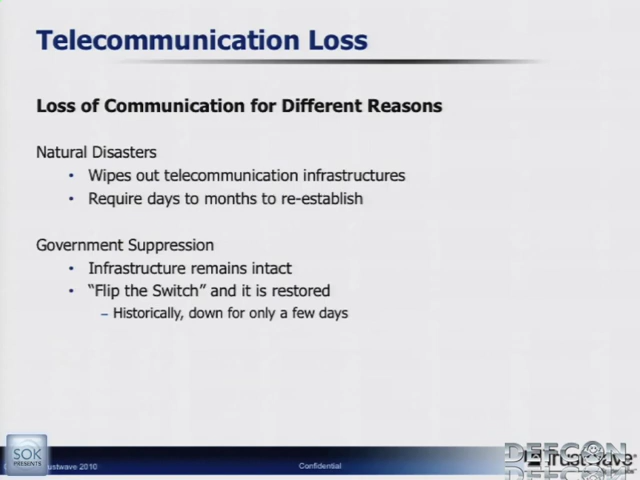 Telecommunication Loss
Loss of Communication for Different Reasons
Natural Disasters
• Wipes out telecommunication infrastructures
• Require days to months to re-establish
Government Suppression
• Infrastructure remains intact
• “Flip the Switch” and it is restored
– Historically, down for only a few days
SOK
PRESENTS
Trustwave 2010
Confidential
DEFCON
Trustwave